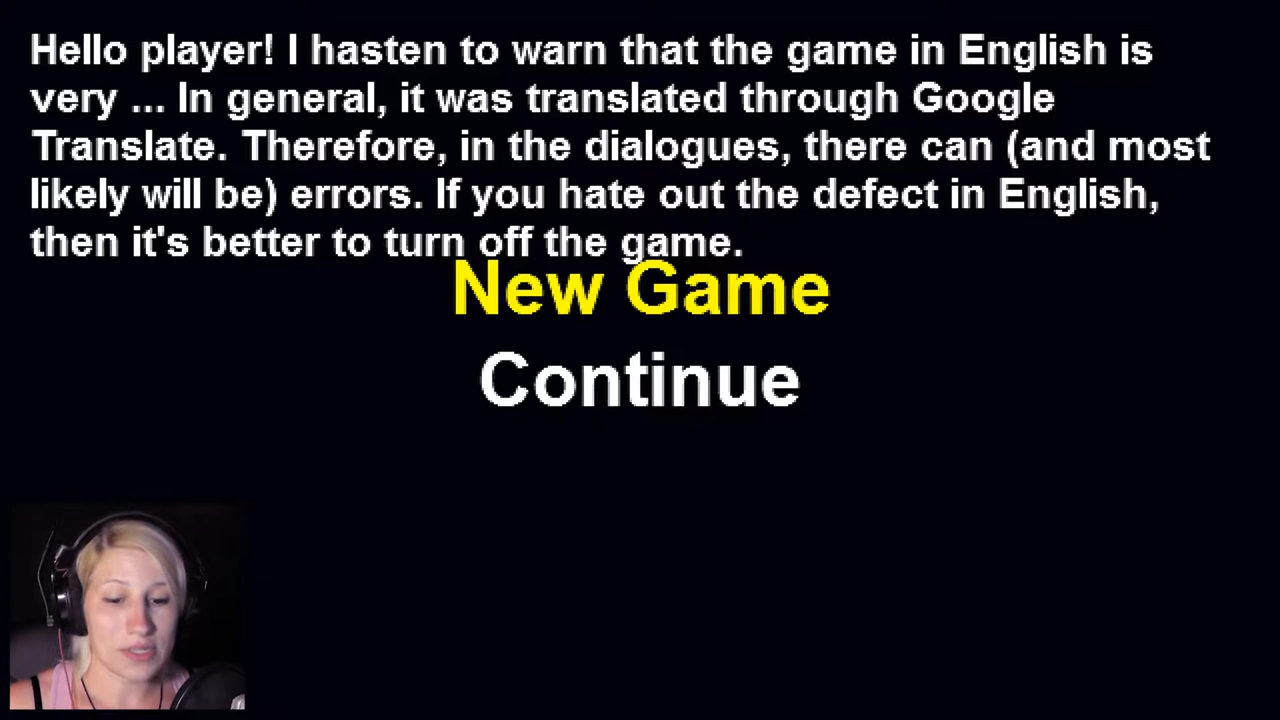 Hello player! I hasten to warn that the game in English is
very ... In general, it was translated through Google
Translate. Therefore, in the dialogues, there can (and most
likely will be) errors. If you hate out the defect in English,
then it's better to turn off the game.
New Game
Continue